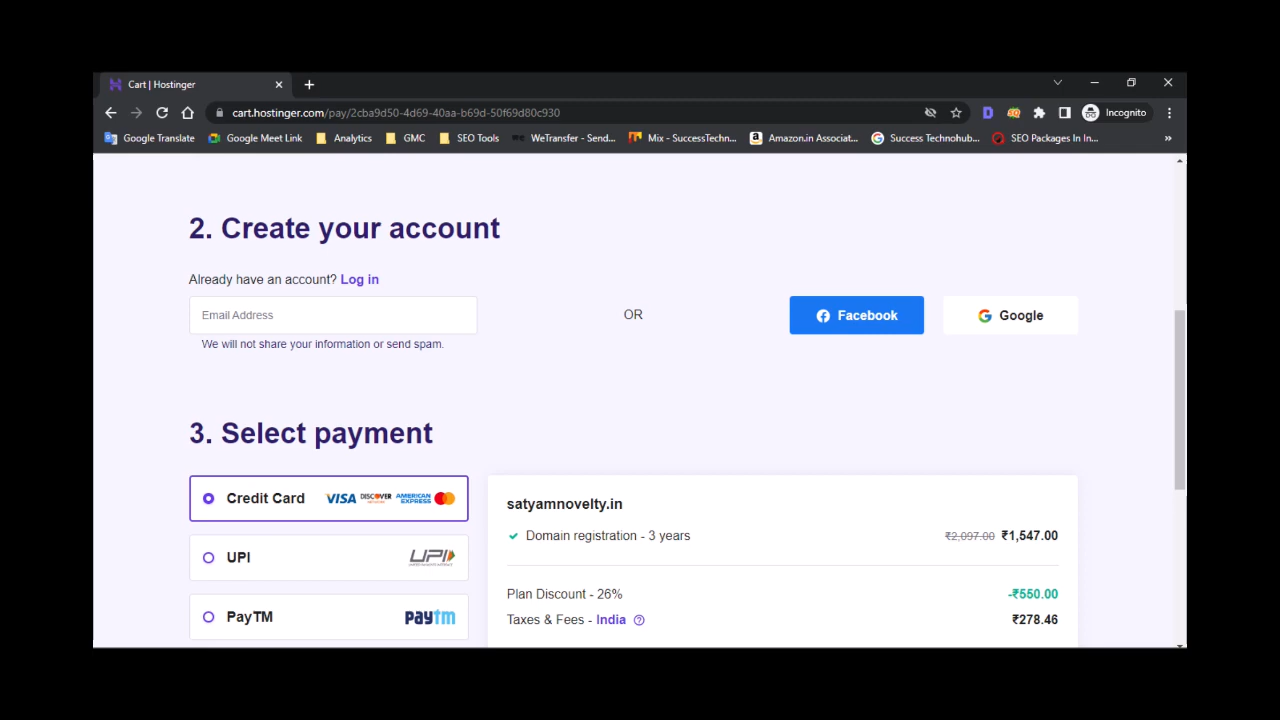 Cart | Hostinger
cart.hostinger.com/pay/2cba9d50-4d69-40aa-b69d-50f69d80c930
Incognito
Google Translate Google Meet Link Analytics GMC SEO Tools WeTransfer - Send... Mix - SuccessTechn... Amazon.in Associat... Success Technohub... SEO Packages In In... »
2. Create your account
Already have an account? Log in
Email Address
OR
Facebook
Google
We will not share your information or send spam.
3. Select payment
Credit Card VISA DISCOVER AMERICAN EXPRESS
UPI UPI
PayTM paytm
satyamnovelty.in
Domain registration - 3 years ₹2,097.00 ₹1,547.00
Plan Discount - 26% -₹550.00
Taxes & Fees - India ₹278.46